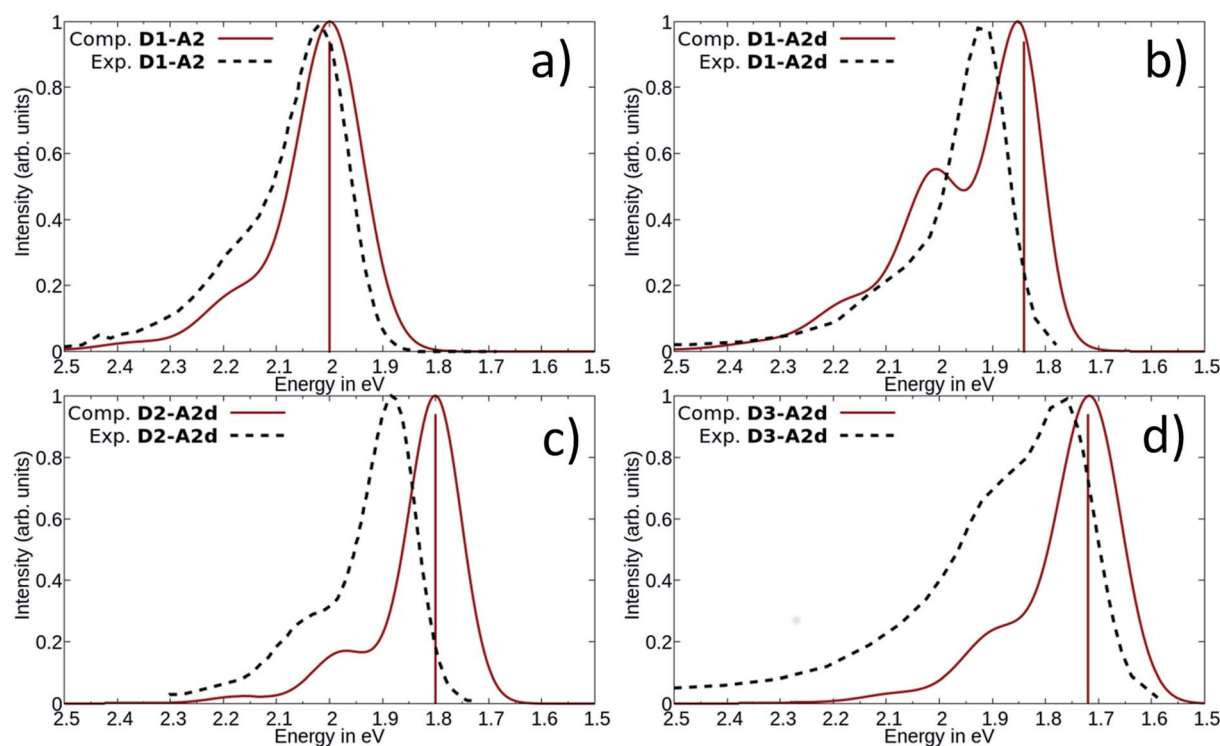 Comp. D1-A2
Exp. D1-A2
a)
Intensity (arb. units)
1
0.8
0.6
0.4
0.2
0
2.5 2.4 2.3 2.2 2.1 2 1.9 1.8 1.7 1.6 1.5
Energy in eV
Comp. D1-A2d
Exp. D1-A2d
b)
Intensity (arb. units)
1
0.8
0.6
0.4
0.2
0
2.5 2.4 2.3 2.2 2.1 2 1.9 1.8 1.7 1.6 1.5
Energy in eV
Comp. D2-A2d
Exp. D2-A2d
c)
Intensity (arb. units)
1
0.8
0.6
0.4
0.2
0
2.5 2.4 2.3 2.2 2.1 2 1.9 1.8 1.7 1.6 1.5
Energy in eV
Comp. D3-A2d
Exp. D3-A2d
d)
Intensity (arb. units)
1
0.8
0.6
0.4
0.2
0
2.5 2.4 2.3 2.2 2.1 2 1.9 1.8 1.7 1.6 1.5
Energy in eV